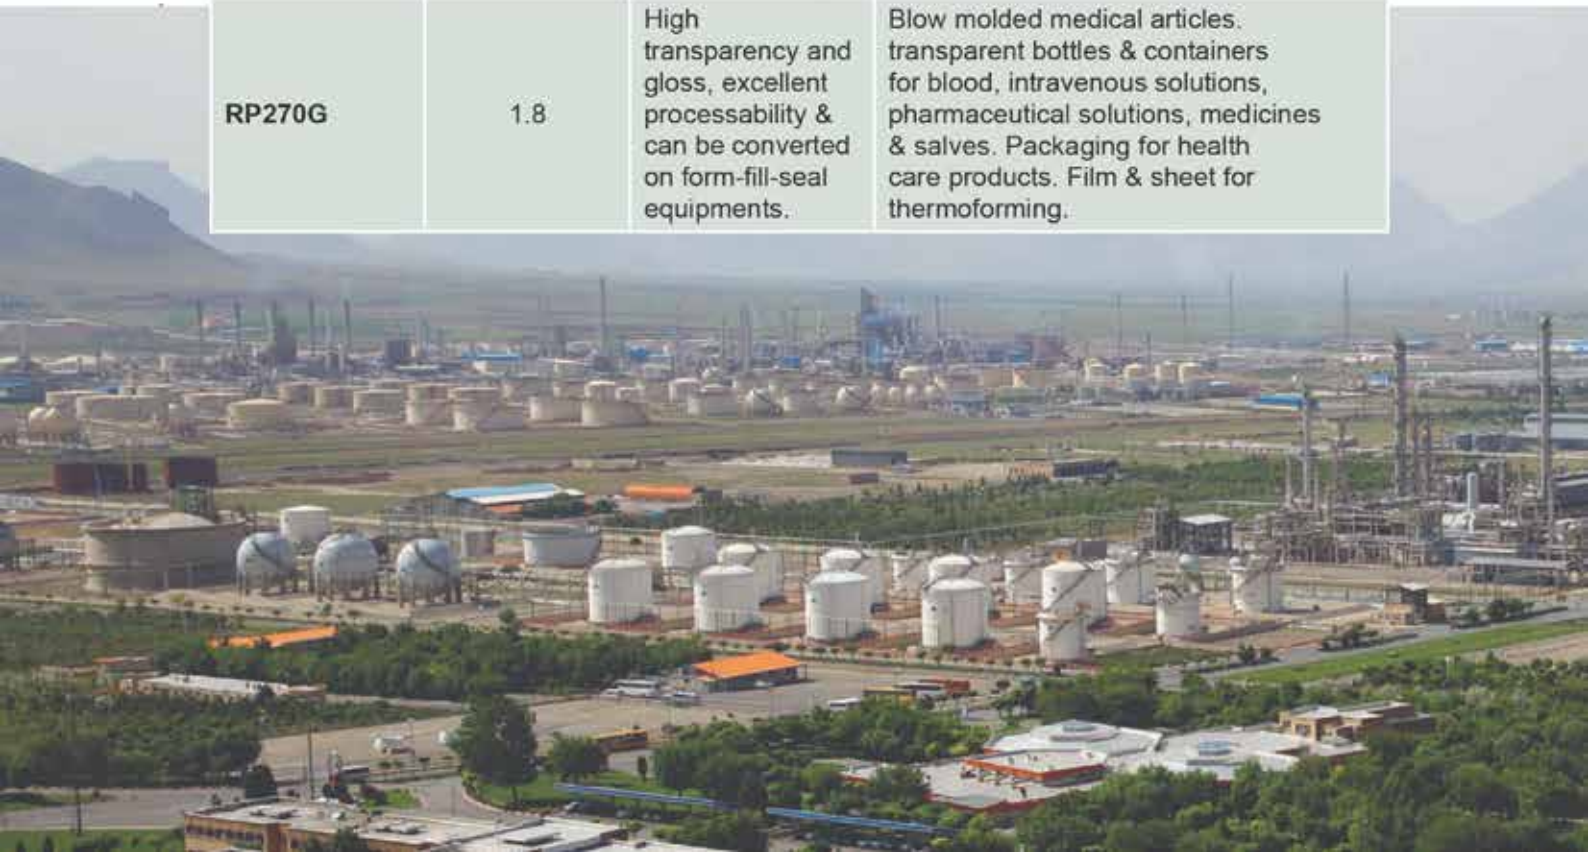 RP270G
1.8
High
transparency and
gloss, excellent
processability &
can be converted
on form-fill-seal
equipments.
Blow molded medical articles.
transparent bottles & containers
for blood, intravenous solutions,
pharmaceutical solutions, medicines
& salves. Packaging for health
care products. Film & sheet for
thermoforming.